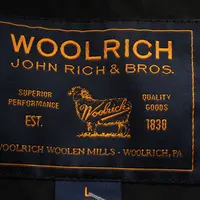 WOOLRICH
JOHN RICH & BROS.
SUPERIOR PERFORMANCE
QUALITY GOODS
Woolrich
EST.
1830
WOOLRICH WOOLEN MILLS - WOOLRICH, PA
L